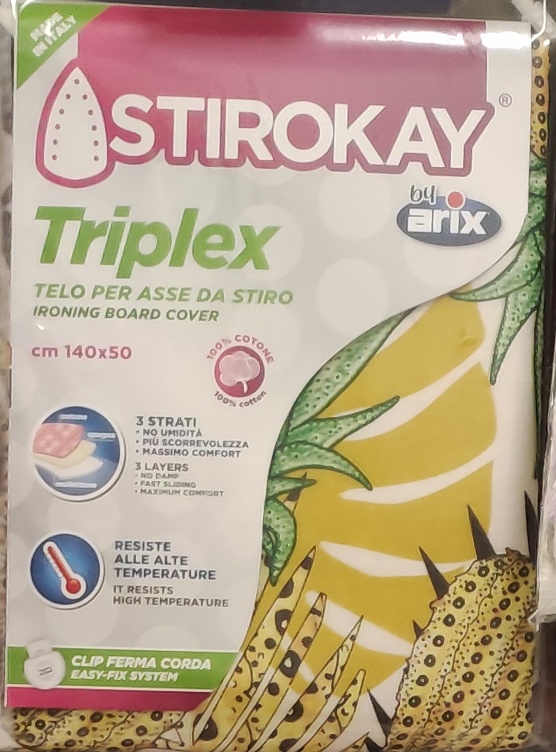 MADE
IN ITALY
STIROKAY®
by
arix
Triplex
TELO PER ASSE DA STIRO
IRONING BOARD COVER
cm 140x50
100% COTONE
100% cotton
3 STRATI
• NO UMIDITÀ
• PIÙ SCORREVOLEZZA
• MASSIMO COMFORT
3 LAYERS
• NO DAMP
• FAST SLIDING
• MAXIMUM COMFORT
RESISTE
ALLE ALTE
TEMPERATURE
IT RESISTS
HIGH TEMPERATURE
CLIP FERMA CORDA
EASY-FIX SYSTEM